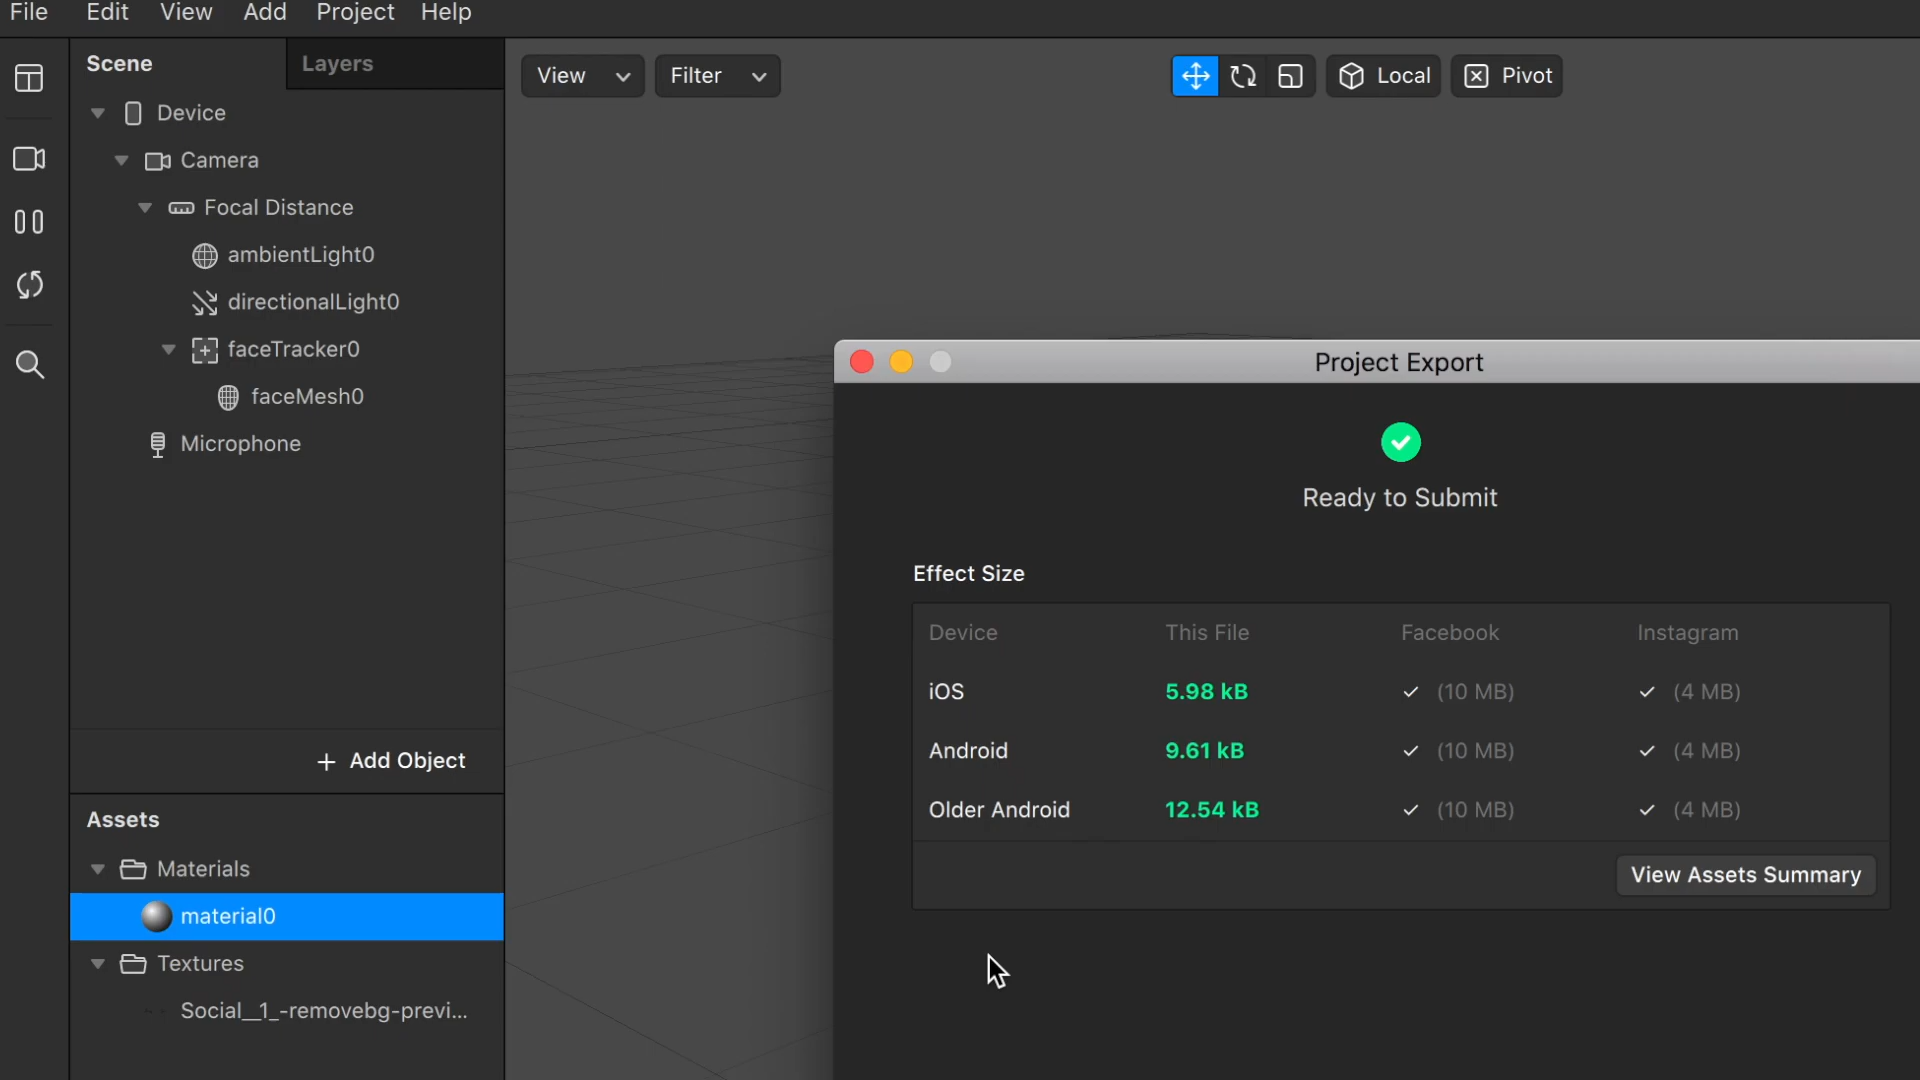 File Edit View Add Project Help
Scene Layers
View Filter Local Pivot
Device
Camera
Focal Distance
ambientLight0
directionalLight0
faceTracker0
faceMesh0
Microphone
+ Add Object
Assets
Materials
material0
Textures
Social__1_-removebg-previ...
Project Export
Ready to Submit
Effect Size
Device This File Facebook Instagram
iOS 5.98 kB ✓ (10 MB) ✓ (4 MB)
Android 9.61 kB ✓ (10 MB) ✓ (4 MB)
Older Android 12.54 kB ✓ (10 MB) ✓ (4 MB)
View Assets Summary